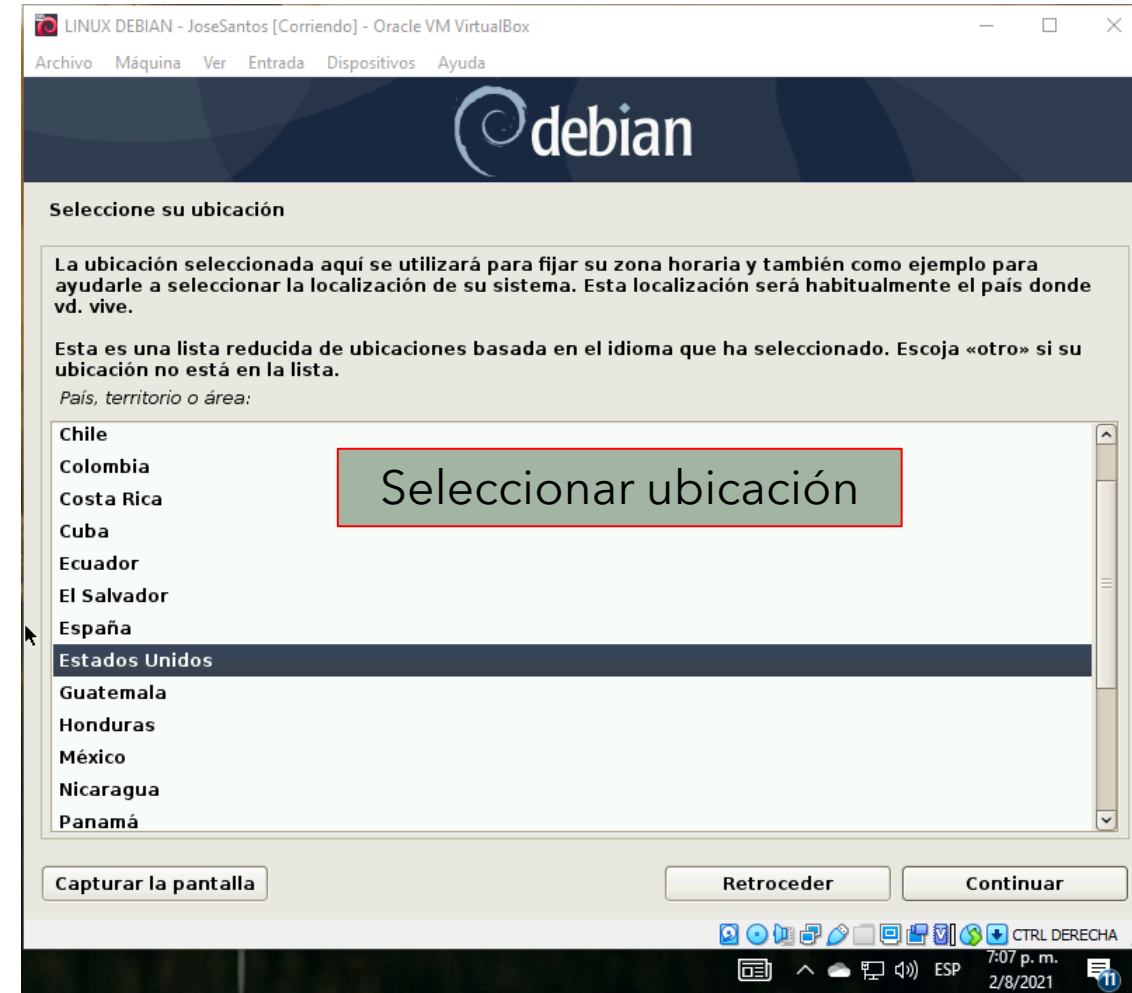 LINUX DEBIAN - JoseSantos [Corriendo] - Oracle VM VirtualBox
Archivo Máquina Ver Entrada Dispositivos Ayuda
debian
Seleccione su ubicación
La ubicación seleccionada aquí se utilizará para fijar su zona horaria y también como ejemplo para
ayudarle a seleccionar la localización de su sistema. Esta localización será habitualmente el país donde
vd. vive.
Esta es una lista reducida de ubicaciones basada en el idioma que ha seleccionado. Escoja «otro» si su
ubicación no está en la lista.
País, territorio o área:
Chile
Colombia
Seleccionar ubicación
Costa Rica
Cuba
Ecuador
El Salvador
España
Estados Unidos
Guatemala
Honduras
México
Nicaragua
Panamá
Capturar la pantalla Retroceder Continuar
CTRL DERECHA
ESP 7:07 p. m.
2/8/2021 11